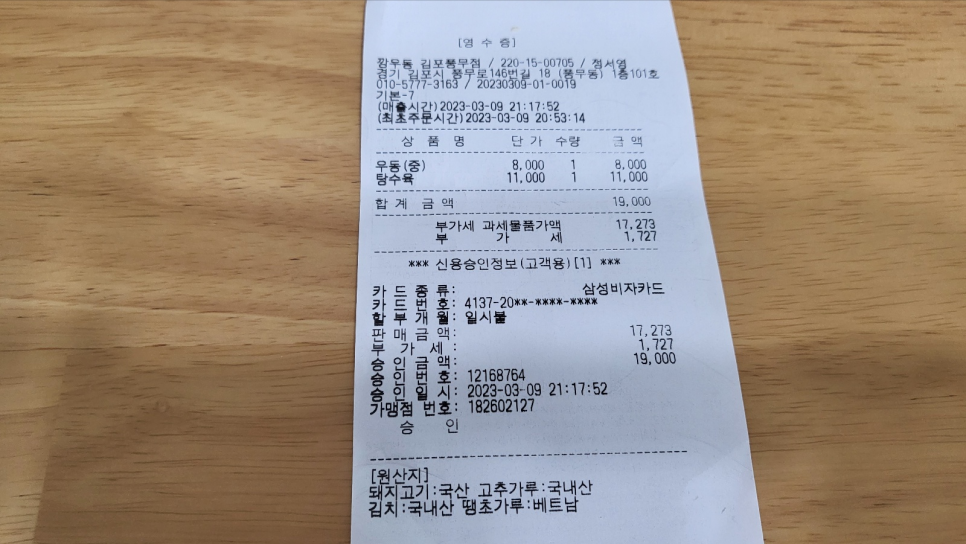 [영 수 증]
깡우동 김포풍무점 / 220-15-00705 / 정서영
경기 김포시 풍무로146번길 18 (풍무동) 1층101호
010-5777-3163 / 20230309-01-0019
기본-7
(매출시간)2023-03-09 21:17:52
(최초주문시간)2023-03-09 20:53:14
상 품 명 단 가 수량 금 액
우동(중) 8,000 1 8,000
탕수육 11,000 1 11,000
합 계 금 액 19,000
부가세 과세물품가액 17,273
부 가 세 1,727
*** 신용승인정보(고객용)[1] ***
카 드 종 류: 삼성비자카드
카 드 번 호: 4137-20**-****-****
할 부 개 월: 일시불
판 매 금 액: 17,273
부 가 세: 1,727
승 인 금 액: 19,000
승 인 번 호: 12168764
승 인 일 시: 2023-03-09 21:17:52
가맹점 번호: 182602127
승 인
[원산지]
돼지고기:국산 고추가루:국내산
김치:국내산 땡초가루:베트남